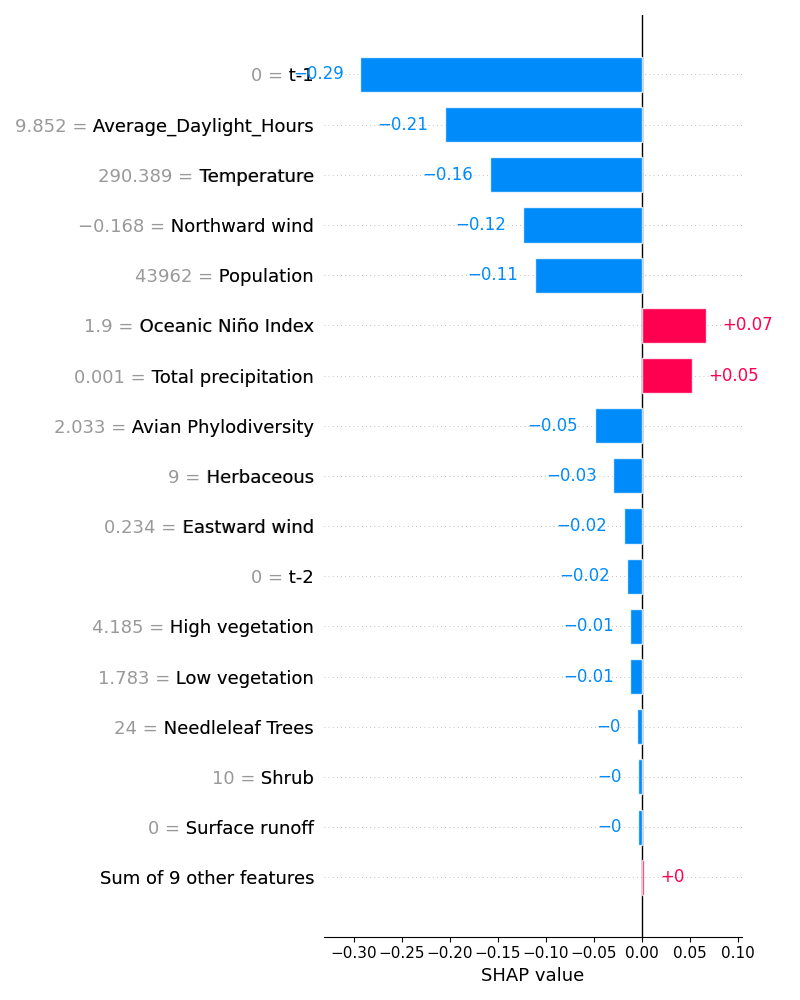 0 = t-1 −0.29
9.852 = Average_Daylight_Hours −0.21
290.389 = Temperature −0.16
−0.168 = Northward wind −0.12
43962 = Population −0.11
1.9 = Oceanic Niño Index +0.07
0.001 = Total precipitation +0.05
2.033 = Avian Phylodiversity −0.05
9 = Herbaceous −0.03
0.234 = Eastward wind −0.02
0 = t-2 −0.02
4.185 = High vegetation −0.01
1.783 = Low vegetation −0.01
24 = Needleleaf Trees −0
10 = Shrub −0
0 = Surface runoff −0
Sum of 9 other features +0
−0.30 −0.25 −0.20 −0.15 −0.10 −0.05 0.00 0.05 0.10
SHAP value